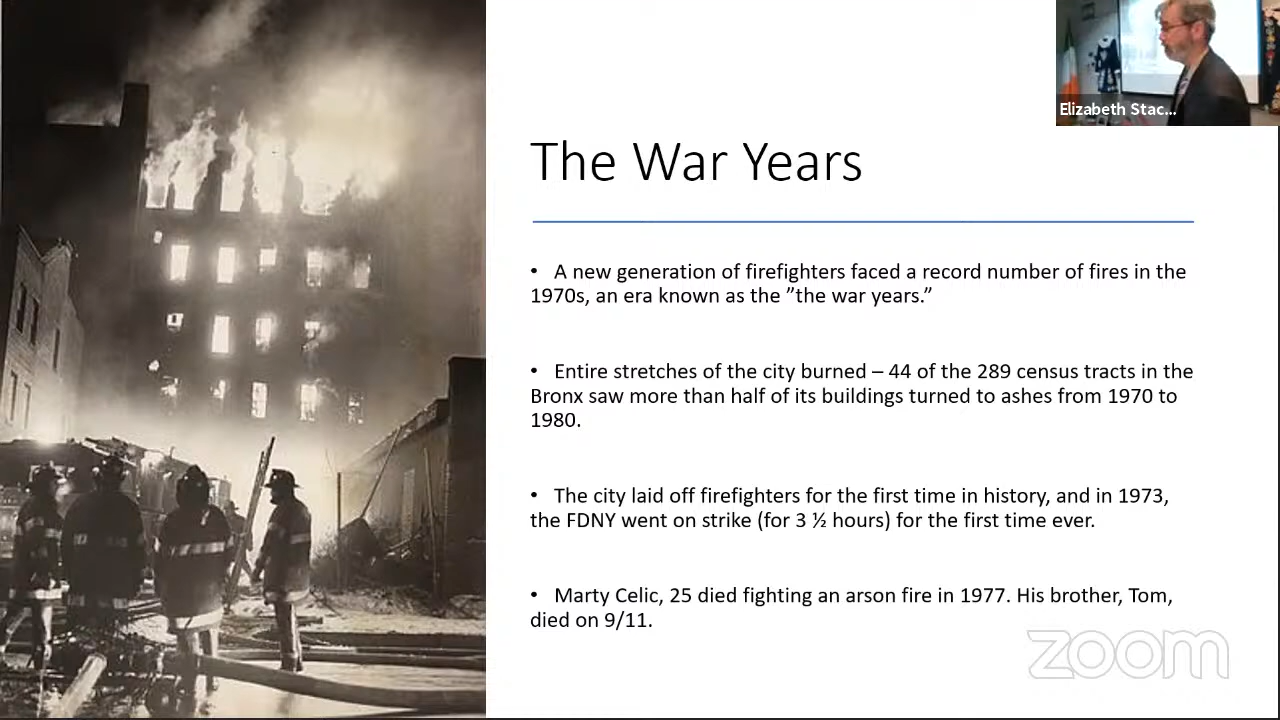 Elizabeth Stac...
The War Years
• A new generation of firefighters faced a record number of fires in the
1970s, an era known as the ”the war years.”
• Entire stretches of the city burned – 44 of the 289 census tracts in the
Bronx saw more than half of its buildings turned to ashes from 1970 to
1980.
• The city laid off firefighters for the first time in history, and in 1973,
the FDNY went on strike (for 3 ½ hours) for the first time ever.
• Marty Celic, 25 died fighting an arson fire in 1977. His brother, Tom,
died on 9/11.
zoom